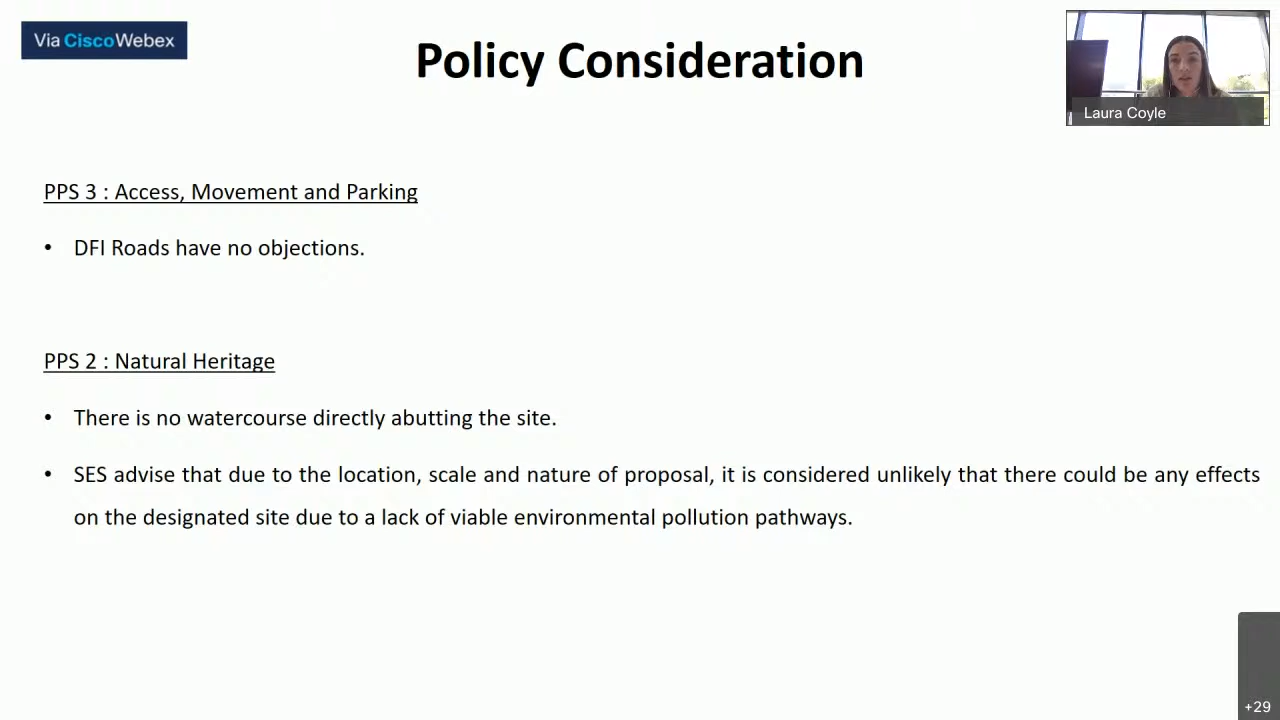 Via CiscoWebex
Policy Consideration
Laura Coyle
PPS 3 : Access, Movement and Parking
• DFI Roads have no objections.
PPS 2 : Natural Heritage
• There is no watercourse directly abutting the site.
• SES advise that due to the location, scale and nature of proposal, it is considered unlikely that there could be any effects
on the designated site due to a lack of viable environmental pollution pathways.
+29